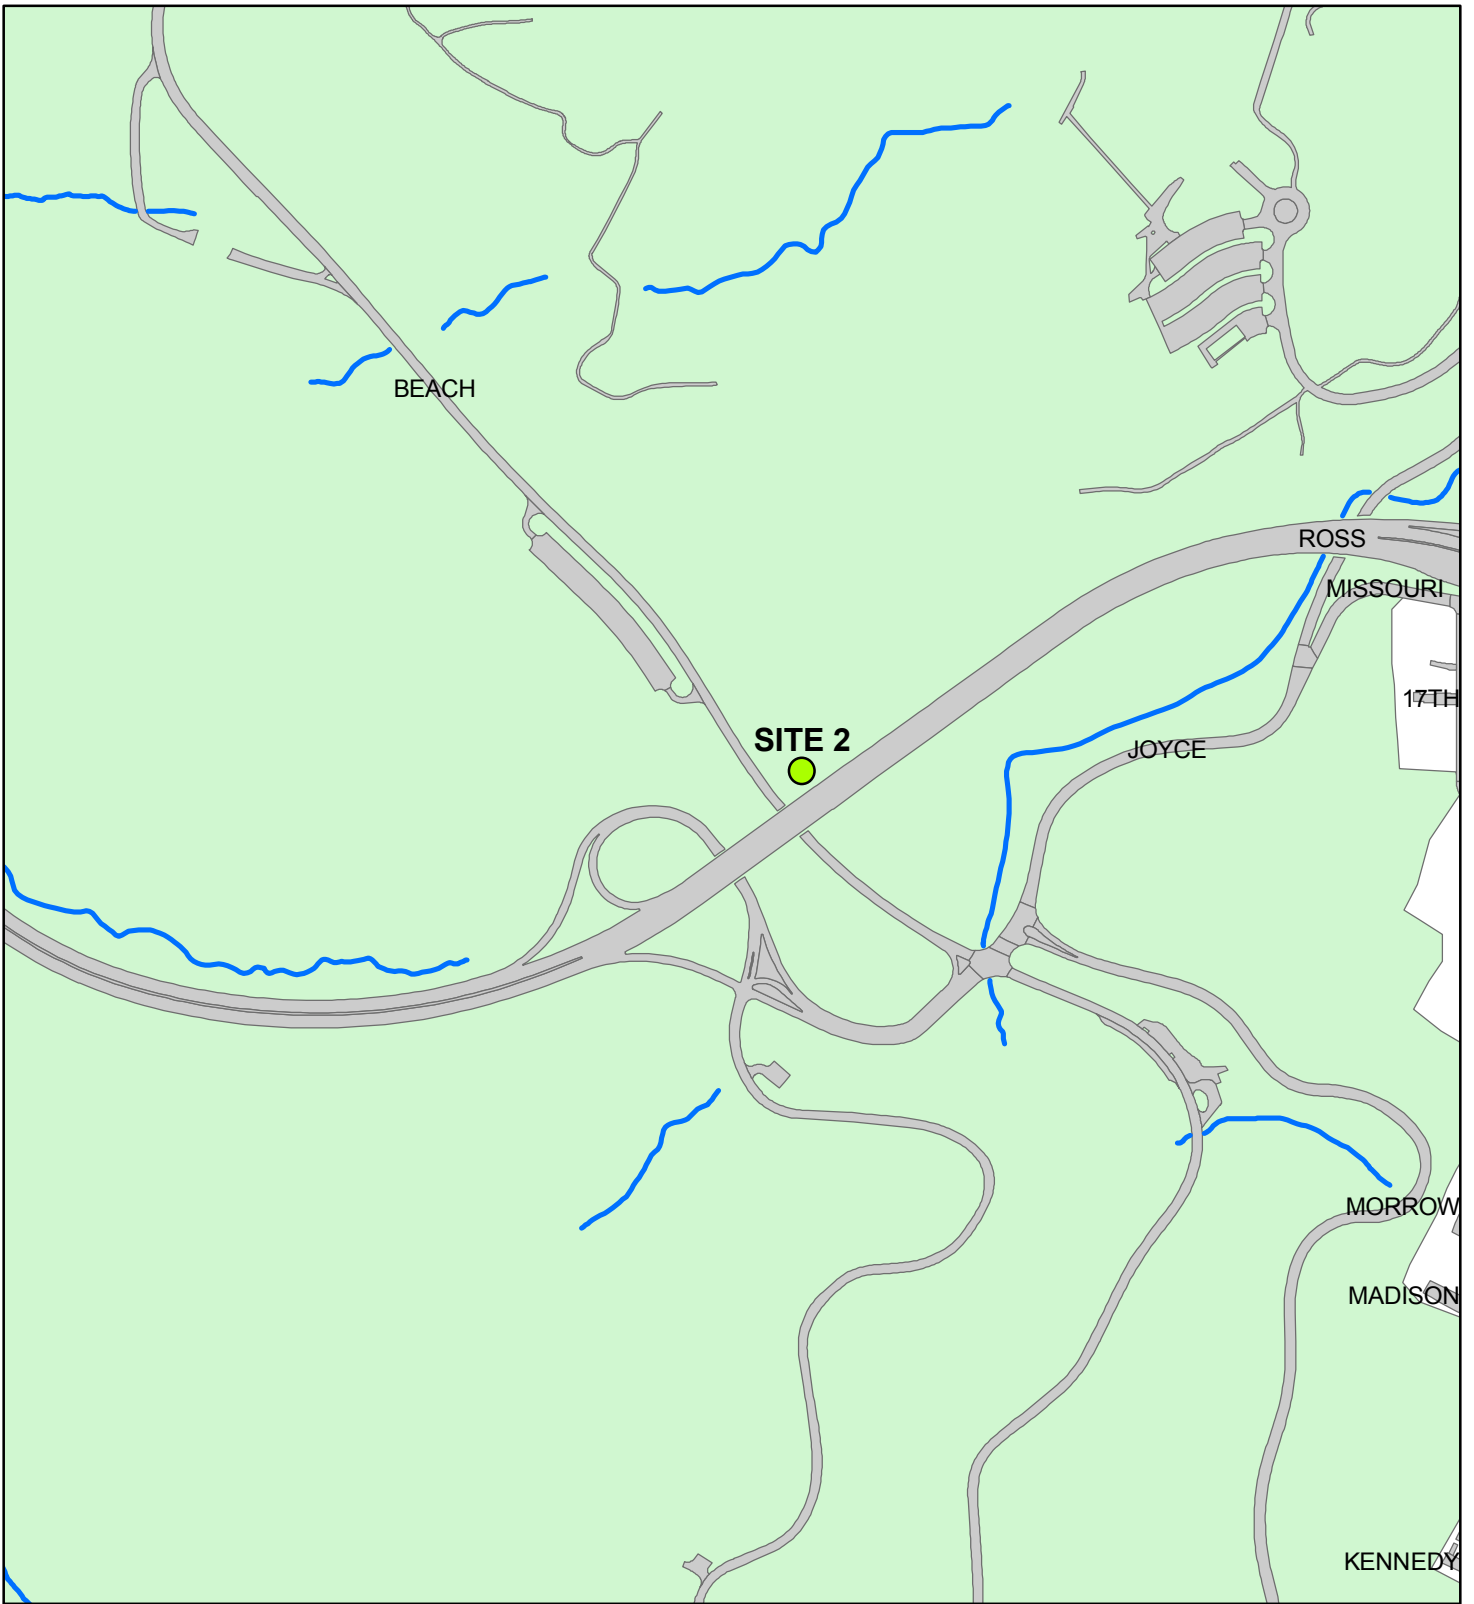 BEACH
ROSS
MISSOURI
17TH
SITE 2
JOYCE
MORROW
MADISON
KENNEDY